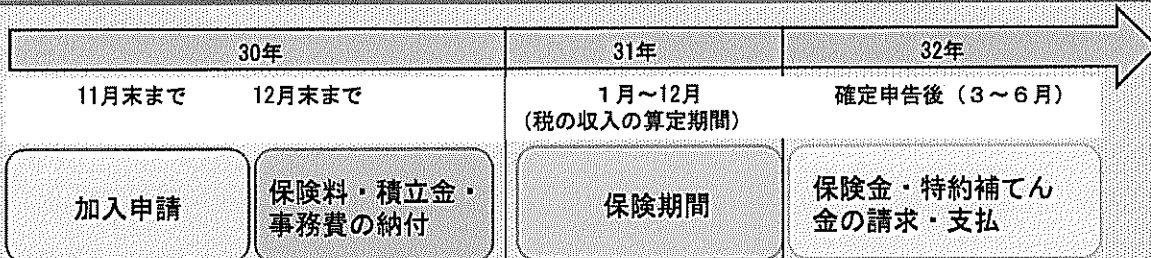 30年
31年
32年
11月末まで
12月末まで
1月～12月
(税の収入の算定期間)
確定申告後（3～6月）
加入申請
保険料・積立金・
事務費の納付
保険期間
保険金・特約補てん
金の請求・支払